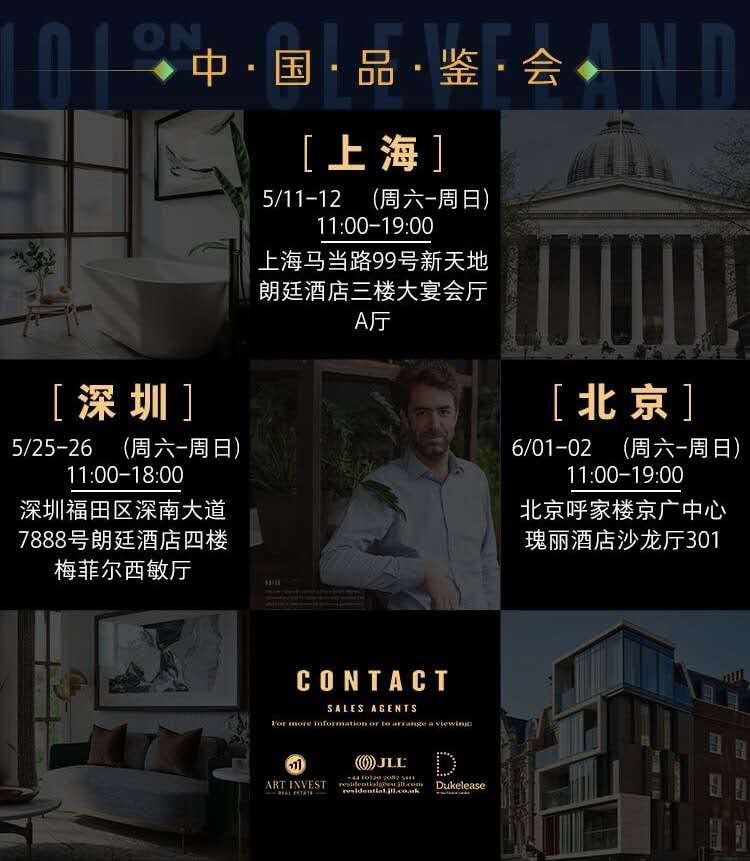 101 ON CLEVELAND
中·国·品·鉴·会
[上海]
5/11-12 (周六-周日)
11:00-19:00
上海马当路99号新天地
朗廷酒店三楼大宴会厅
A厅
[深圳]
5/25-26 (周六-周日)
11:00-18:00
深圳福田区深南大道
7888号朗廷酒店四楼
梅菲尔西敏厅
[北京]
6/01-02 (周六-周日)
11:00-19:00
北京呼家楼京广中心
瑰丽酒店沙龙厅301
CONTACT
SALES AGENTS
For more information or to arrange a viewing:
ART INVEST
REAL ESTATE
JLL
+44 (0)20 7087 5111
residential@eu.jll.com
residential.jll.co.uk
Dukelease